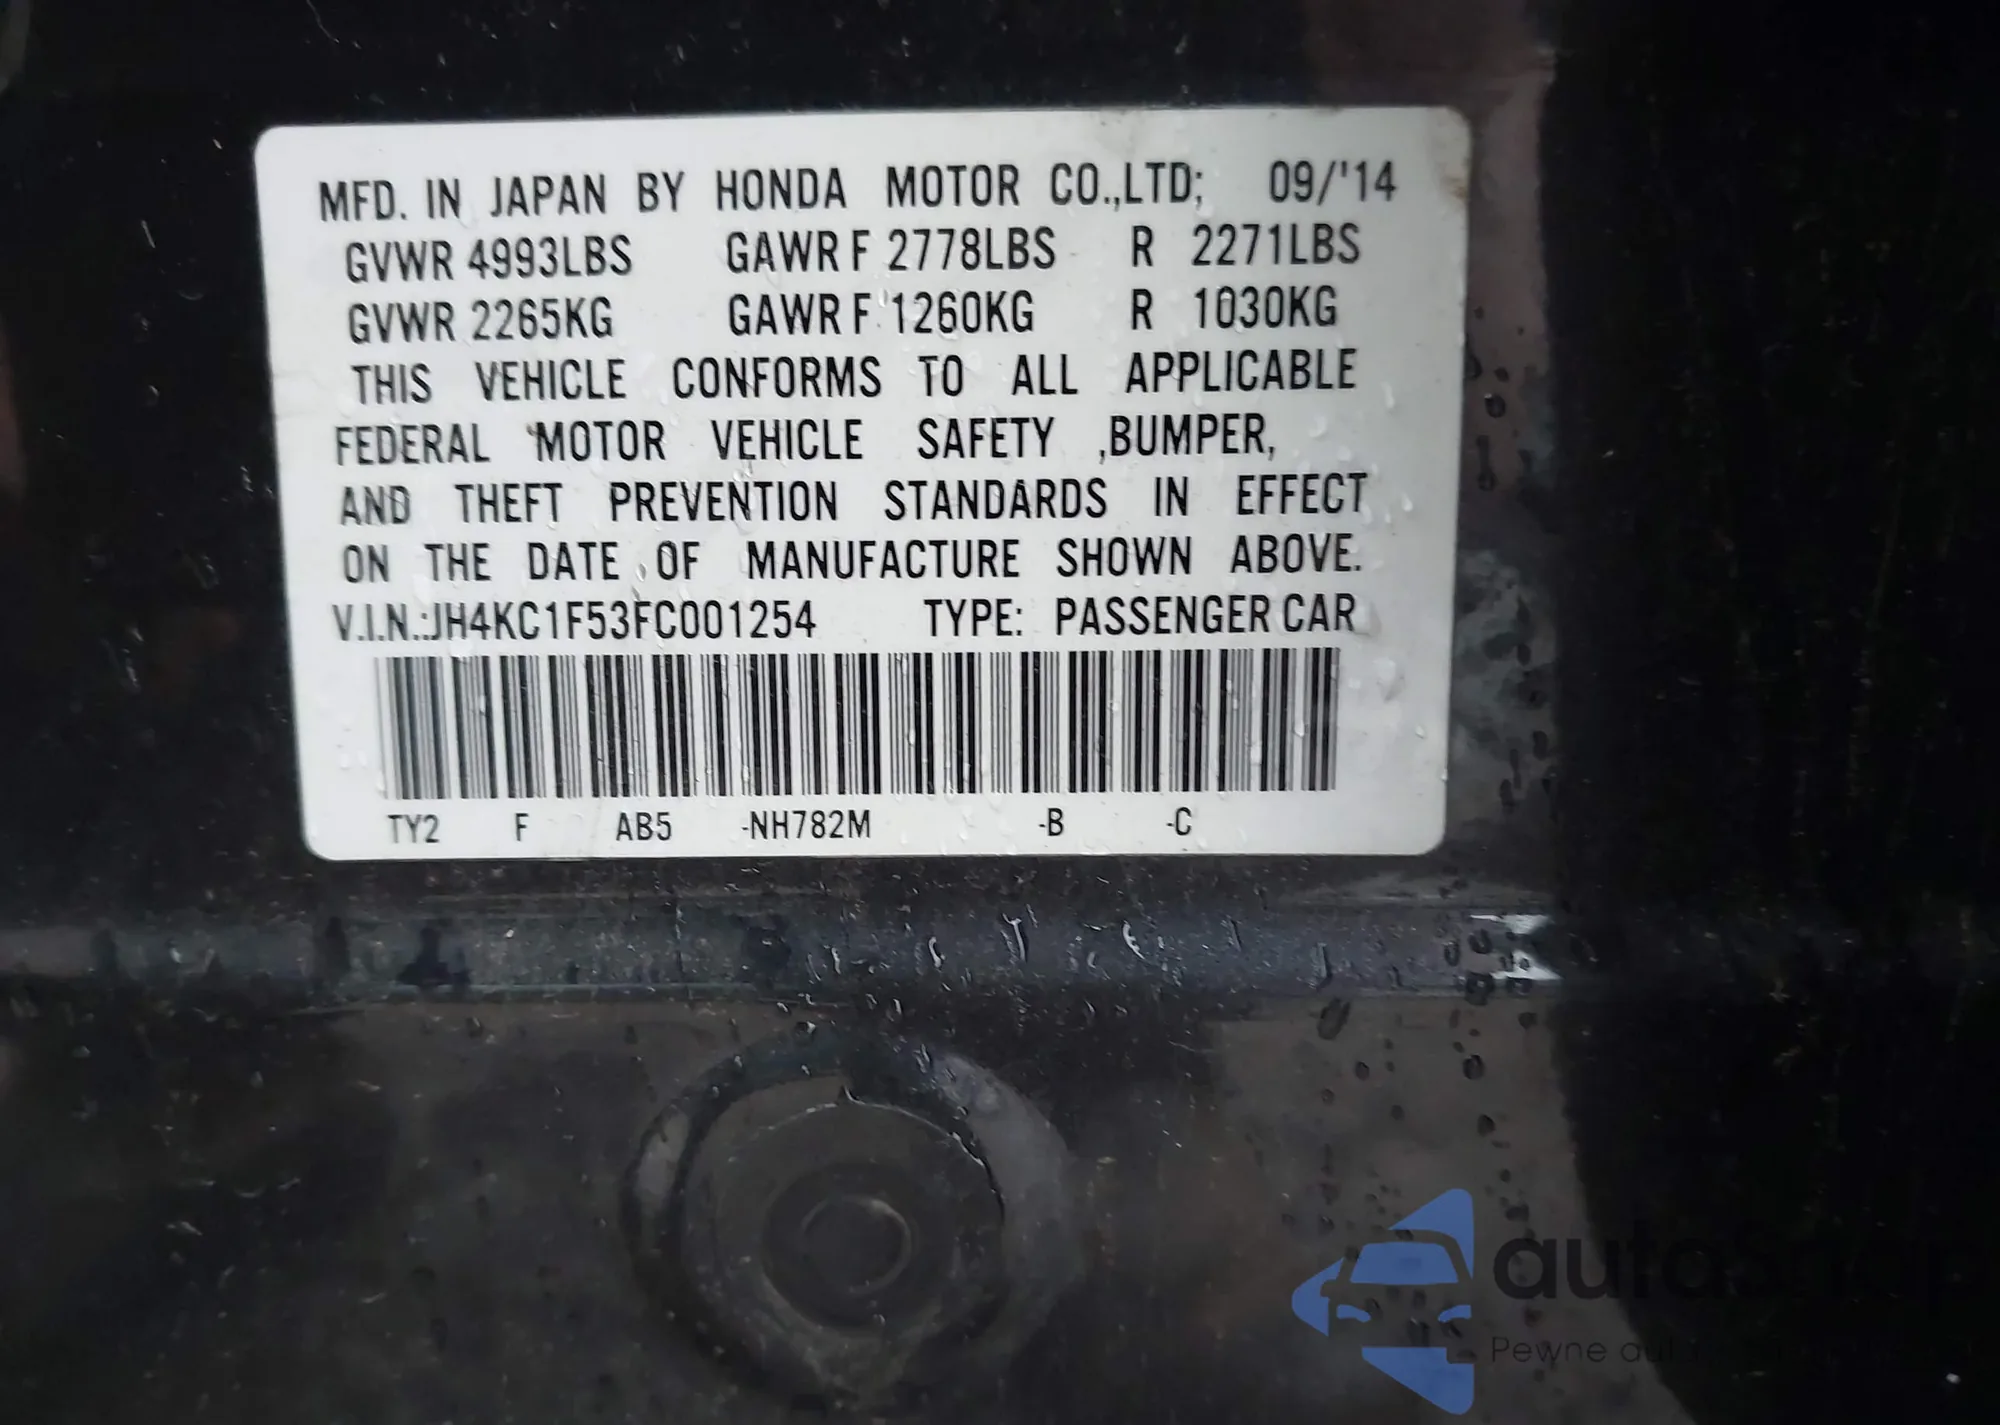 MFD. IN JAPAN BY HONDA MOTOR CO.,LTD; 09/'14
GVWR 4993LBS GAWR F 2778LBS R 2271LBS
GVWR 2265KG GAWR F 1260KG R 1030KG
THIS VEHICLE CONFORMS TO ALL APPLICABLE
FEDERAL MOTOR VEHICLE SAFETY ,BUMPER,
AND THEFT PREVENTION STANDARDS IN EFFECT
ON THE DATE OF MANUFACTURE SHOWN ABOVE.
V.I.N.:JH4KC1F53FC001254 TYPE: PASSENGER CAR
TY2 F AB5 -NH782M -B -C
Pewne